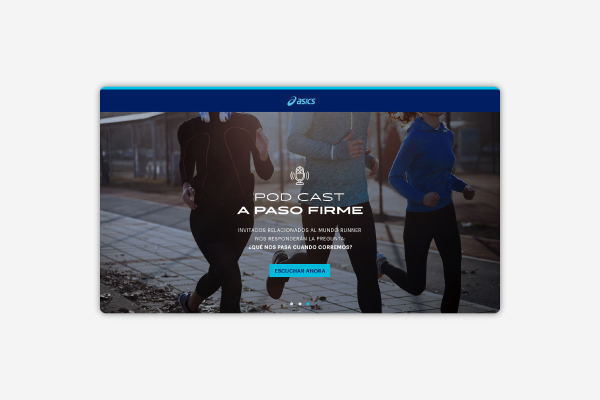 asics
POD CAST
A PASO FIRME
INVITADOS RELACIONADOS AL MUNDO RUNNER
NOS RESPONDERÁN LA PREGUNTA:
¿QUÉ NOS PASA CUANDO CORREMOS?
ESCUCHAR AHORA